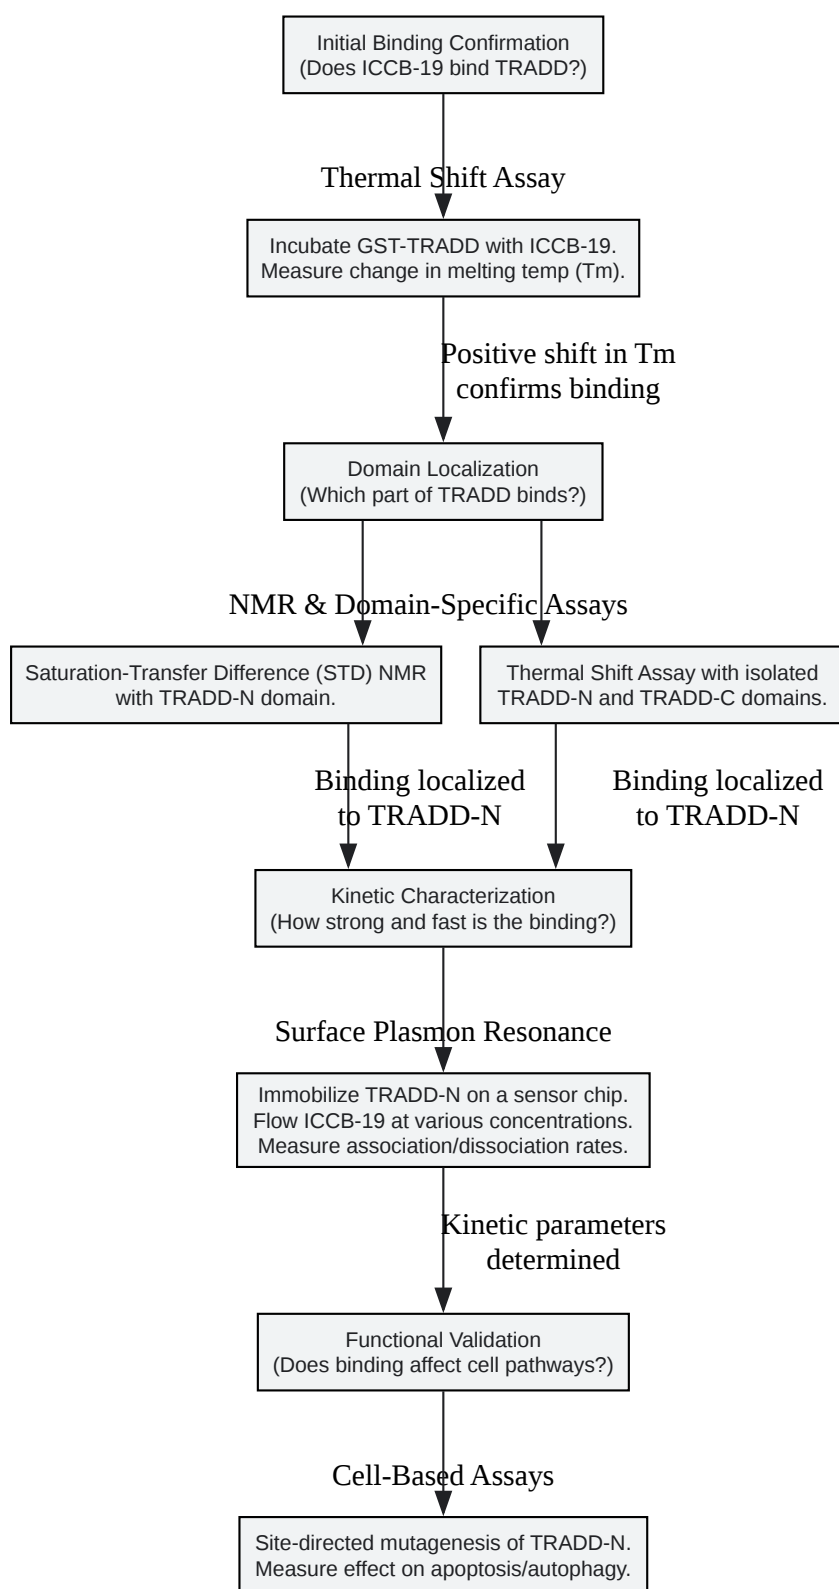 Initial Binding Confirmation
(Does ICCB-19 bind TRADD?)
Thermal Shift Assay
Incubate GST-TRADD with ICCB-19.
Measure change in melting temp (Tm).
Positive shift in Tm
confirms binding
Domain Localization
(Which part of TRADD binds?)
NMR & Domain-Specific Assays
Saturation-Transfer Difference (STD) NMR
with TRADD-N domain.
Thermal Shift Assay with isolated
TRADD-N and TRADD-C domains.
Binding localized
to TRADD-N
Binding localized
to TRADD-N
Kinetic Characterization
(How strong and fast is the binding?)
Surface Plasmon Resonance
Immobilize TRADD-N on a sensor chip.
Flow ICCB-19 at various concentrations.
Measure association/dissociation rates.
Kinetic parameters
determined
Functional Validation
(Does binding affect cell pathways?)
Cell-Based Assays
Site-directed mutagenesis of TRADD-N.
Measure effect on apoptosis/autophagy.